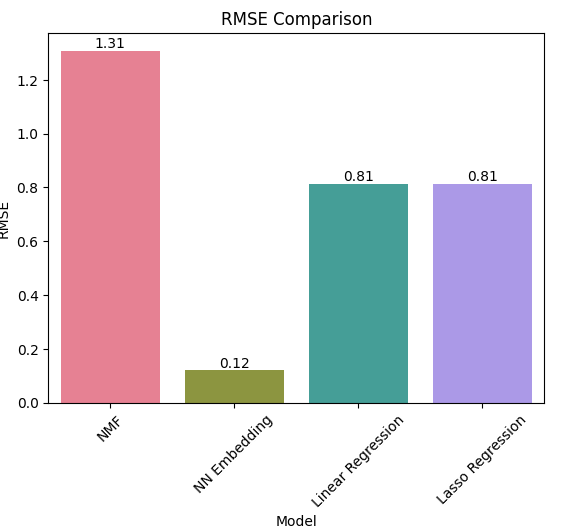 RMSE Comparison
1.31
0.12
0.81
0.81
1.2
1.0
0.8
0.6
0.4
0.2
0.0
RMSE
NMF
NN Embedding
Linear Regression
Lasso Regression
Model